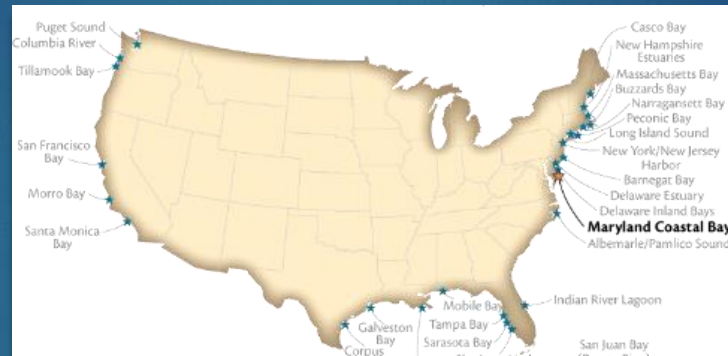 Puget Sound
Columbia River
Tillamook Bay
San Francisco
Bay
Morro Bay
Santa Monica
Bay
Casco Bay
New Hampshire
Estuaries
Massachusetts Bay
Buzzards Bay
Narragansett Bay
Peconic Bay
Long Island Sound
New York/New Jersey
Harbor
Barnegat Bay
Delaware Estuary
Delaware Inland Bays
Maryland Coastal Bay
Albemarle/Pamlico Sound
Indian River Lagoon
Mobile Bay
Tampa Bay
Sarasota Bay
Galveston
Bay
Corpus
San Juan Bay